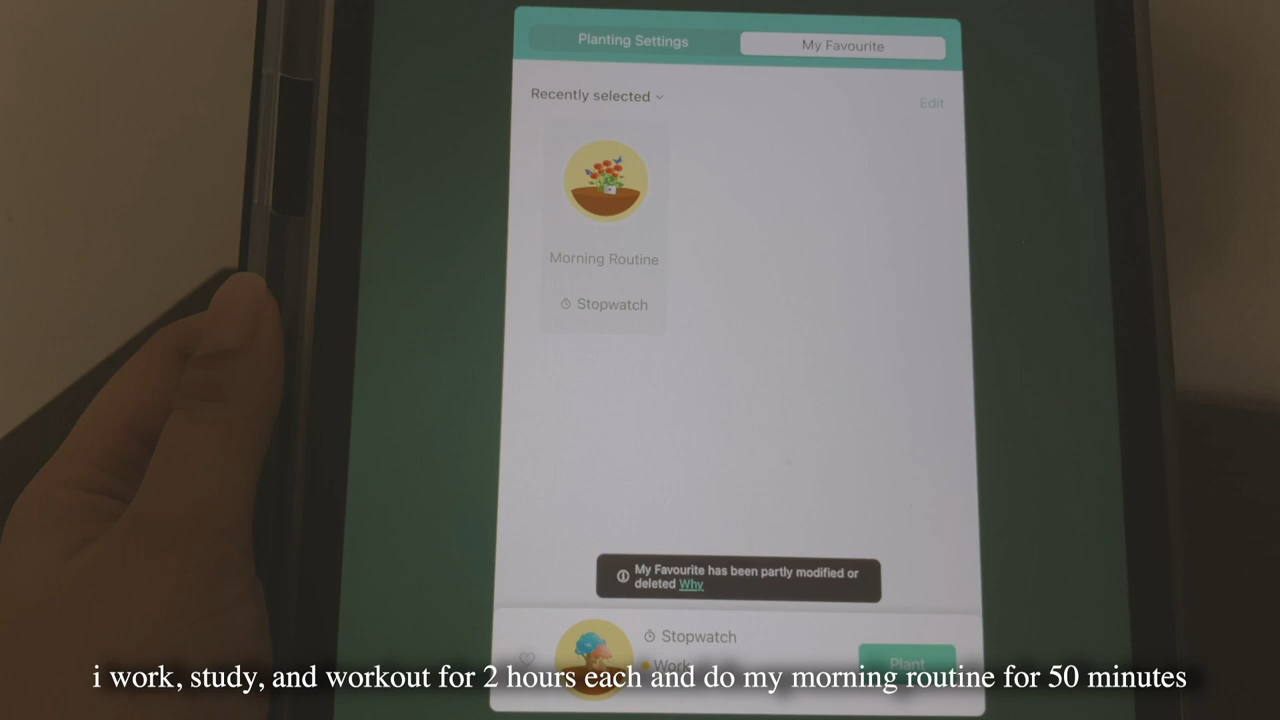 Planting Settings
My Favourite
Recently selected
Edit
Morning Routine
Stopwatch
My Favourite has been partly modified or
deleted Why
Stopwatch
Work
Plant
i work, study, and workout for 2 hours each and do my morning routine for 50 minutes